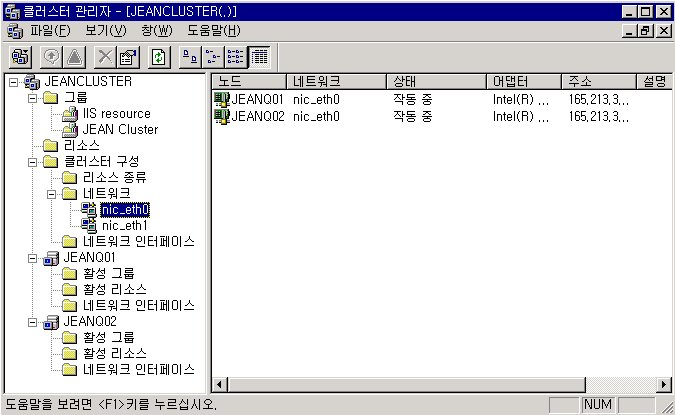 클러스터 관리자 - [JEANCLUSTER(.)]
파일(F) 보기(V) 창(W) 도움말(H)
JEANCLUSTER
그룹
IIS resource
JEAN Cluster
리소스
클러스터 구성
리소스 종류
네트워크
nic_eth0
nic_eth1
네트워크 인터페이스
JEANQ01
활성 그룹
활성 리소스
네트워크 인터페이스
JEANQ02
활성 그룹
활성 리소스
네트워크 인터페이스
노드 네트워크 상태 어댑터 주소 설명
JEANQ01 nic_eth0 작동 중 Intel(R) ... 165.213.3...
JEANQ02 nic_eth0 작동 중 Intel(R) ... 165.213.3...
도움말을 보려면 <F1>키를 누르십시오. NUM